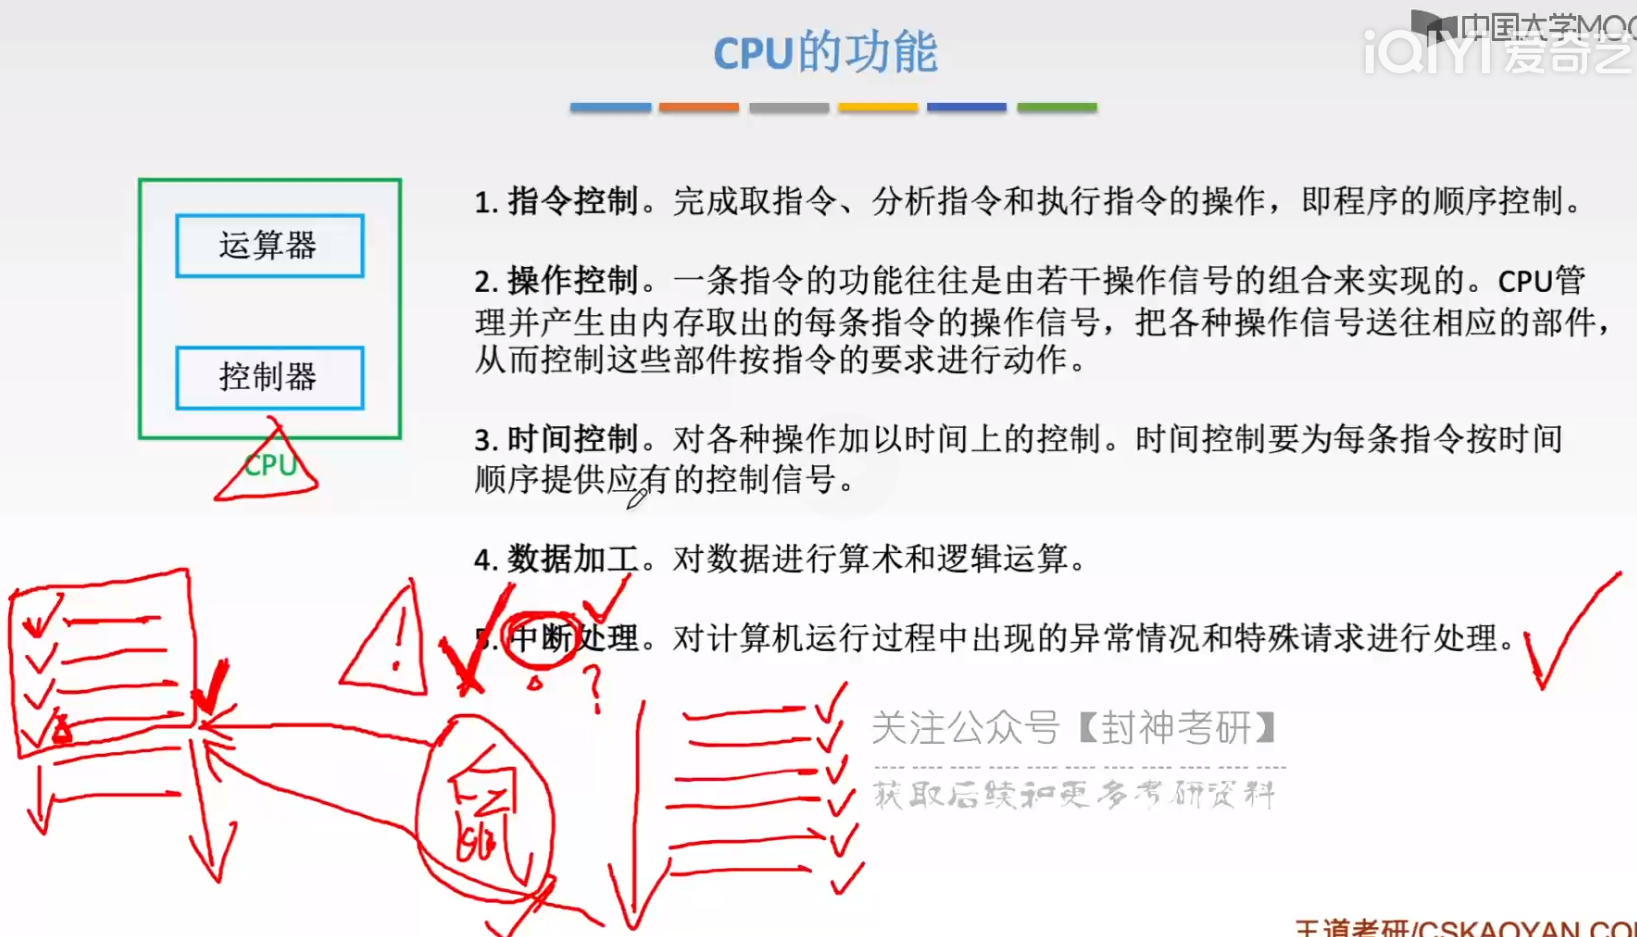 中国大学MOO
iQIYI 爱奇艺
CPU的功能
运算器
控制器
CPU
1. 指令控制。完成取指令、分析指令和执行指令的操作，即程序的顺序控制。
2. 操作控制。一条指令的功能往往是由若干操作信号的组合来实现的。CPU管
理并产生由内存取出的每条指令的操作信号，把各种操作信号送往相应的部件，
从而控制这些部件按指令的要求进行动作。
3. 时间控制。对各种操作加以时间上的控制。时间控制要为每条指令按时间
顺序提供应有的控制信号。
4. 数据加工。对数据进行算术和逻辑运算。
5. 中断处理。对计算机运行过程中出现的异常情况和特殊请求进行处理。
!
?
关注公众号【封神考研】
获取后续和更多考研资料
王道考研/CSKAOYAN.COM